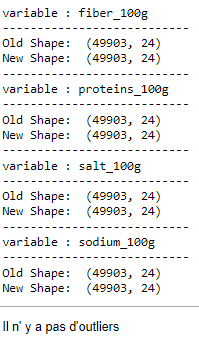 variable : fiber_100g
---------------------------
Old Shape:  (49903, 24)
New Shape:  (49903, 24)
---------------------------
variable : proteins_100g
---------------------------
Old Shape:  (49903, 24)
New Shape:  (49903, 24)
---------------------------
variable : salt_100g
---------------------------
Old Shape:  (49903, 24)
New Shape:  (49903, 24)
---------------------------
variable : sodium_100g
---------------------------
Old Shape:  (49903, 24)
New Shape:  (49903, 24)
Il n' y a pas d'outliers